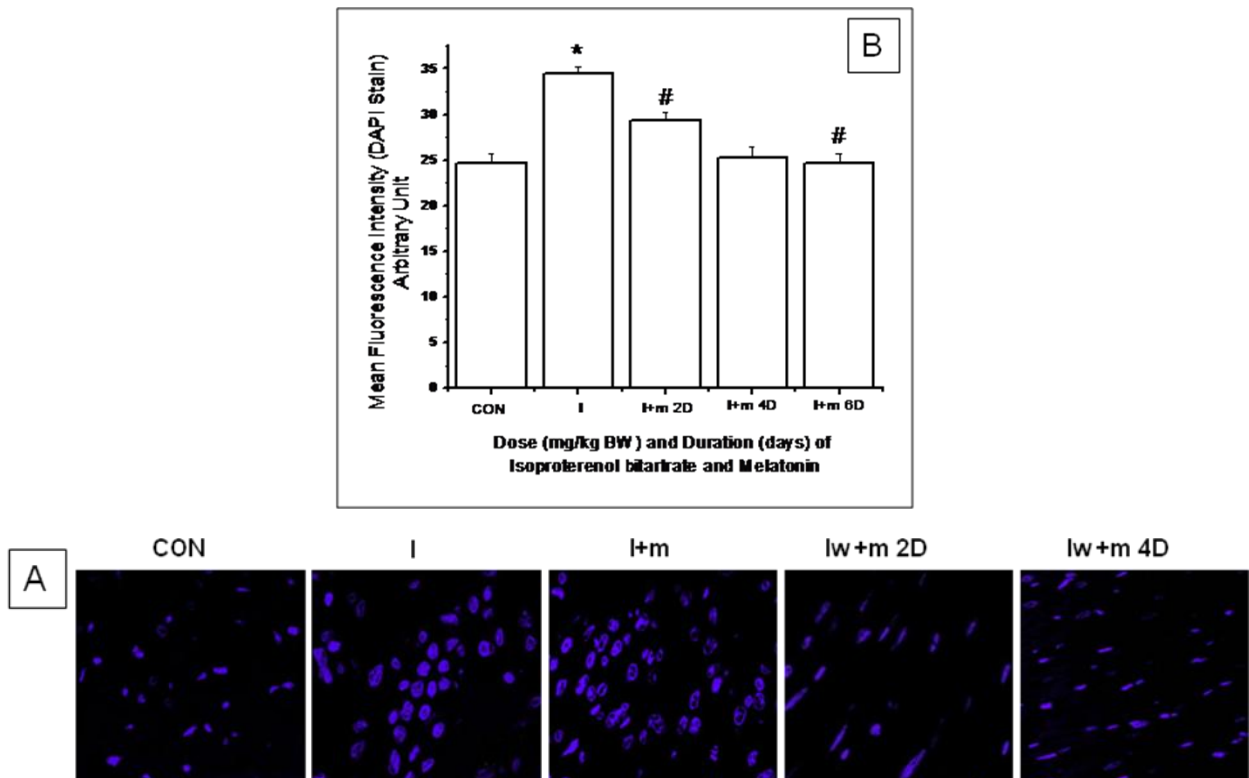 B
Mean Fluorescence Intensity (DAPI Stain)
Arbitrary Unit
35
30
25
20
15
10
5
0
*
#
#
CON
I
I+m 2D
I+m 4D
I+m 6D
Dose (mg/kg BW) and Duration (days) of
Isoproterenol bitartrate and Melatonin
A
CON
I
I+m
Iw+m 2D
Iw+m 4D